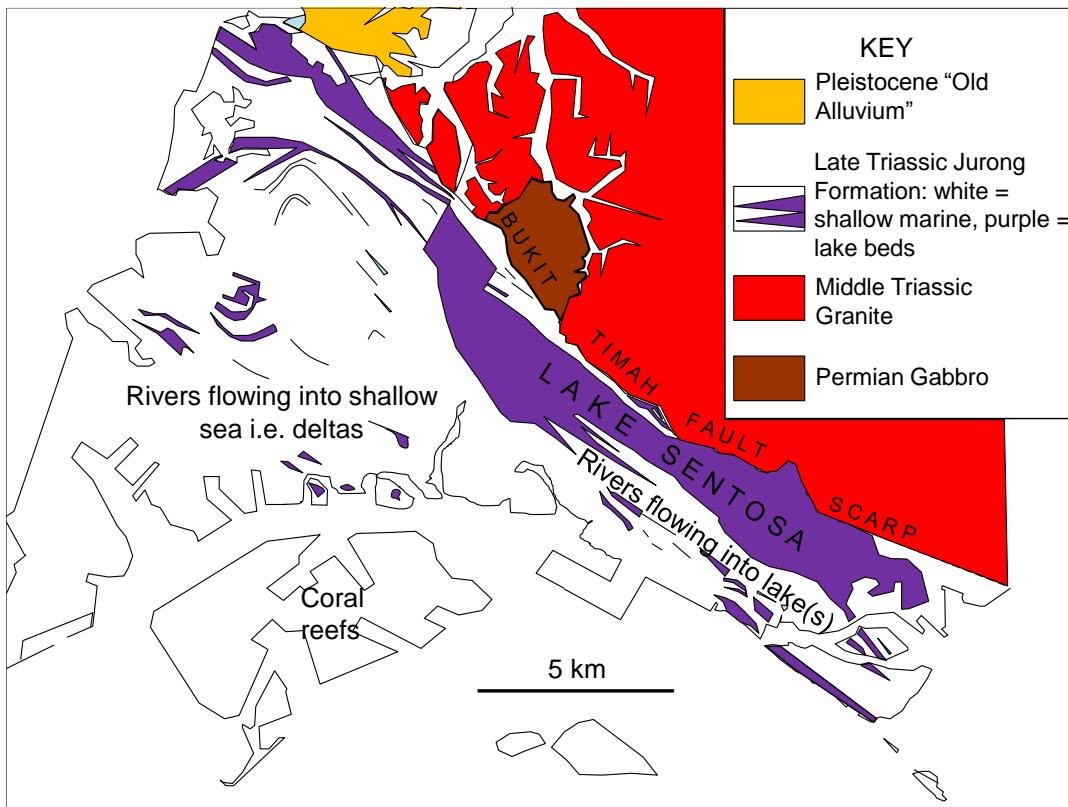 KEY
Pleistocene “Old
Alluvium”
Late Triassic Jurong
Formation: white =
shallow marine, purple =
lake beds
Middle Triassic
Granite
Permian Gabbro
BUKIT
TIMAH
FAULT
SCARP
LAKE SENTOSA
Rivers flowing into shallow
sea i.e. deltas
Rivers flowing into lake(s)
Coral
reefs
5 km